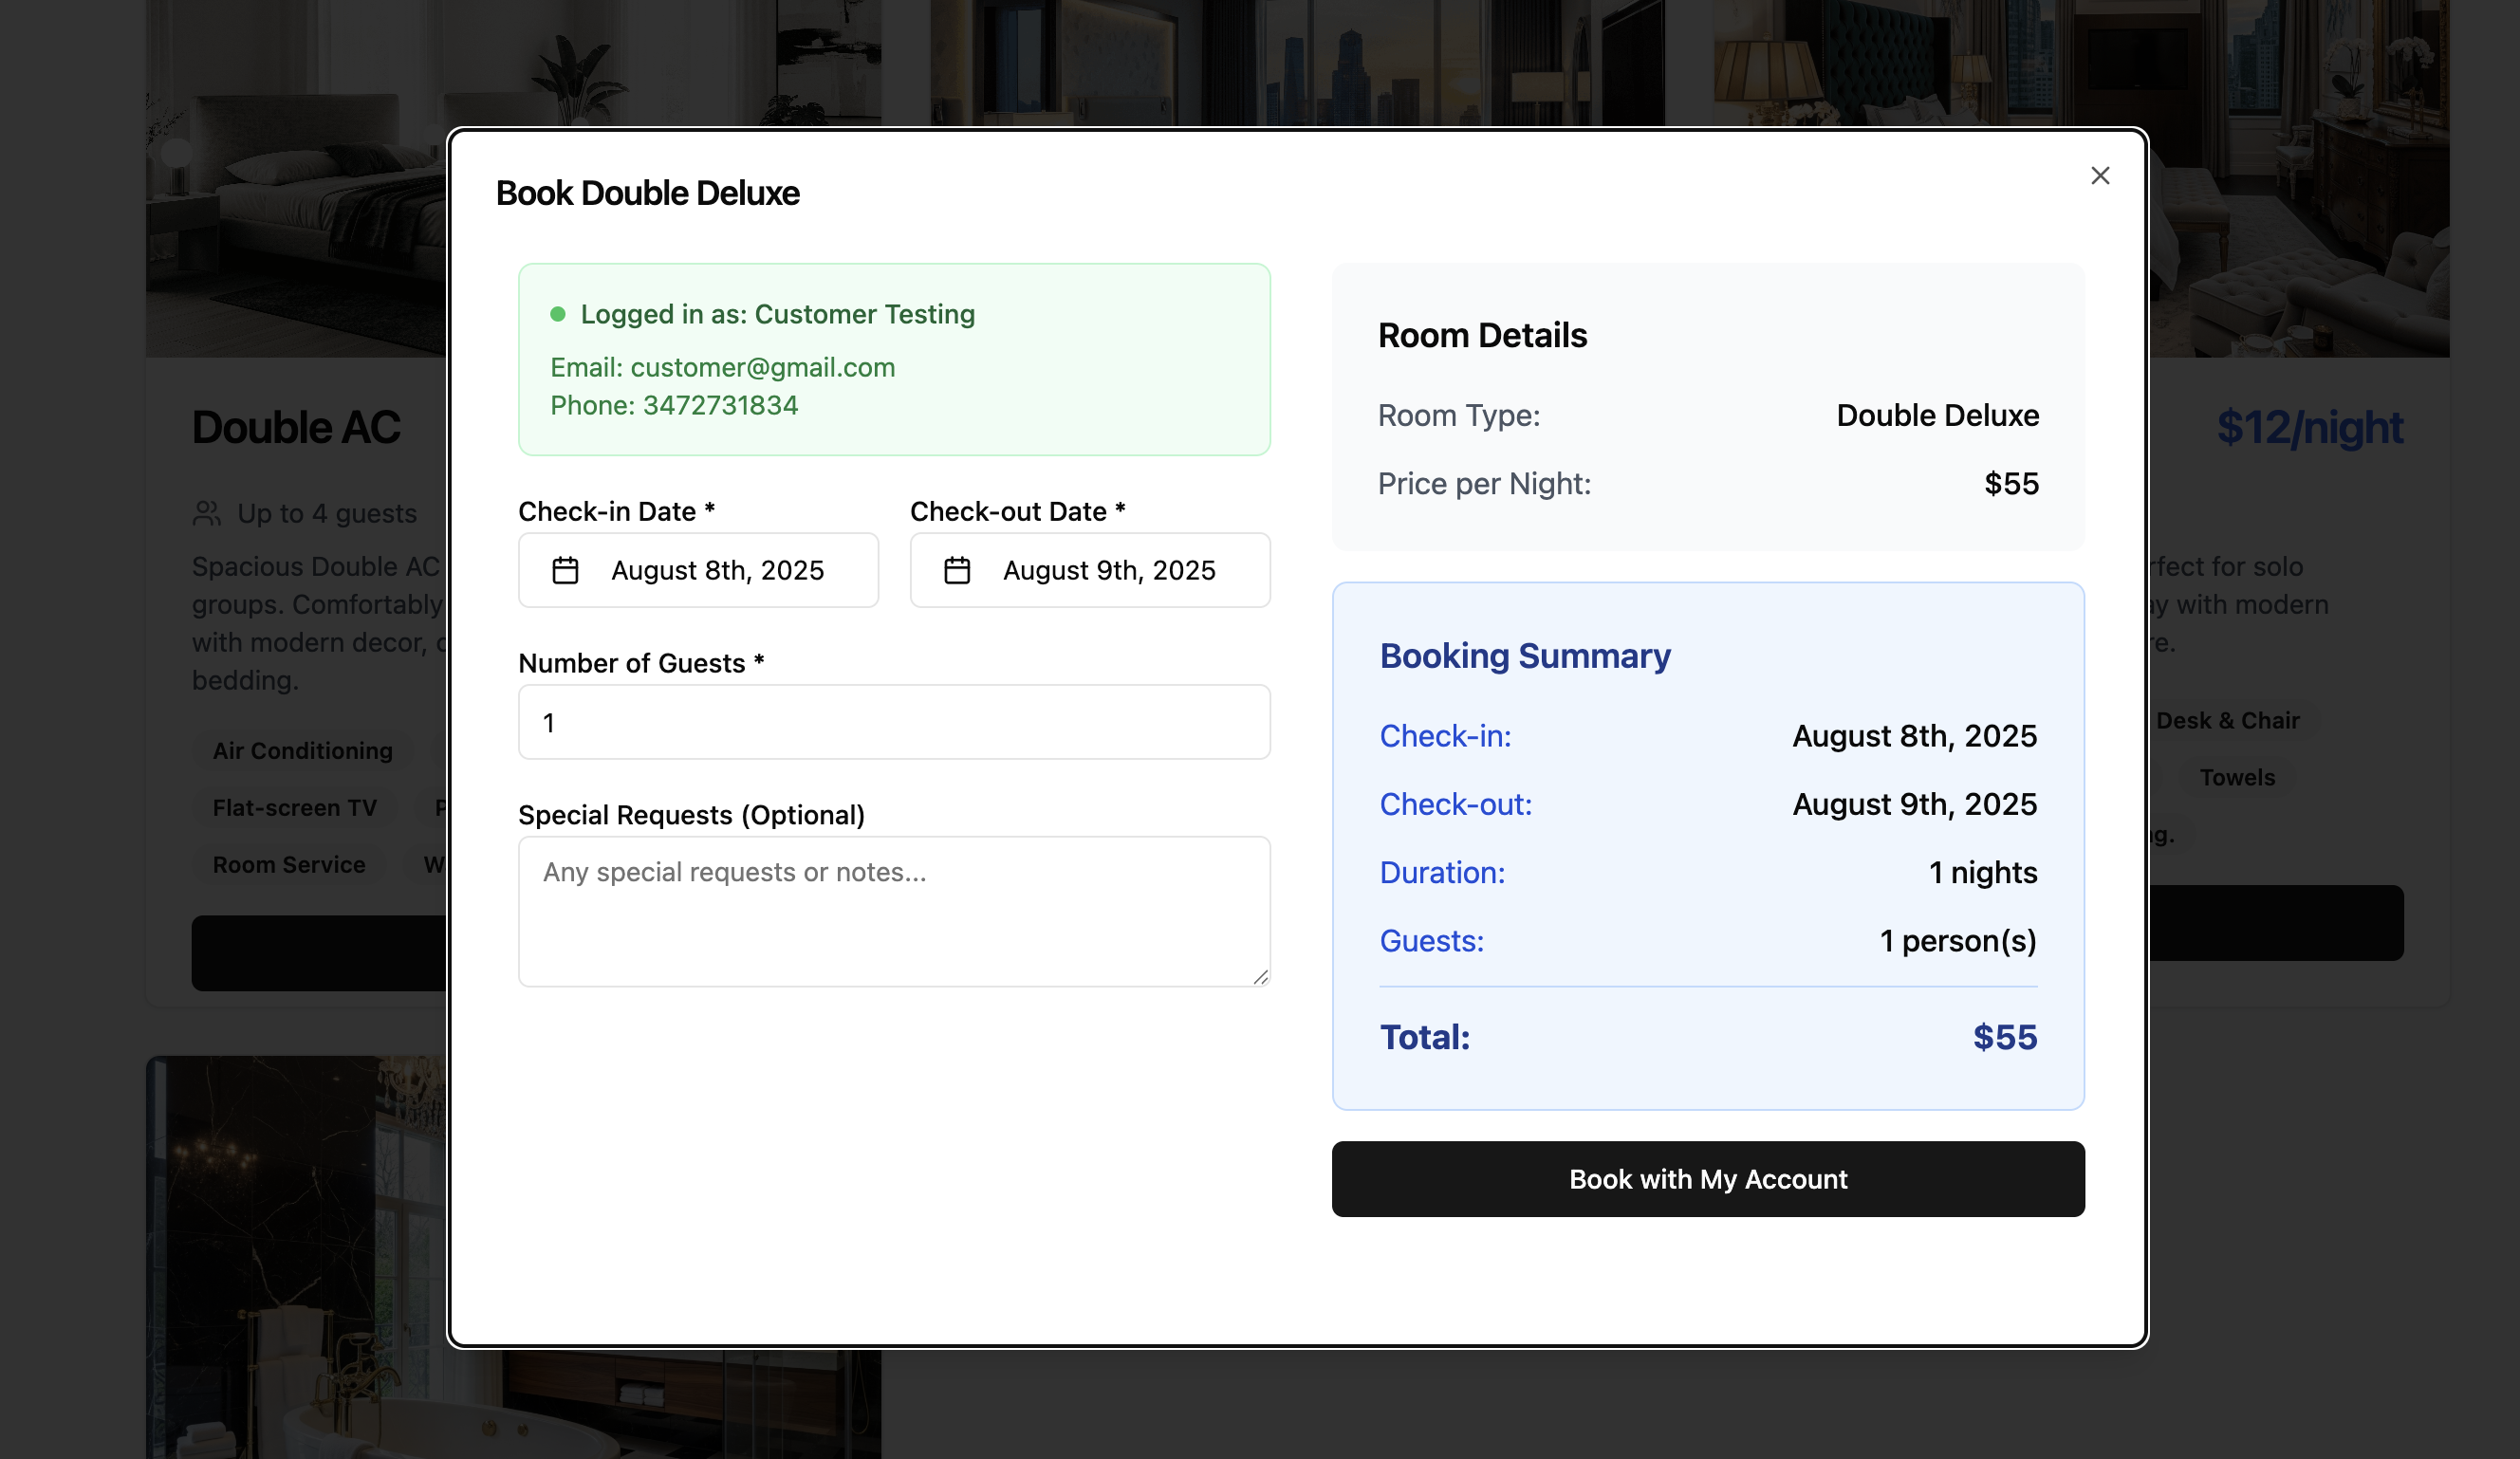 Book Double Deluxe
Logged in as: Customer Testing
Email: customer@gmail.com
Phone: 3472731834
Check-in Date *
Check-out Date *
August 8th, 2025
August 9th, 2025
Number of Guests *
1
Special Requests (Optional)
Any special requests or notes...
Room Details
Room Type: Double Deluxe
Price per Night: $55
Booking Summary
Check-in: August 8th, 2025
Check-out: August 9th, 2025
Duration: 1 nights
Guests: 1 person(s)
Total: $55
Book with My Account
Double AC
Up to 4 guests
Spacious Double AC
groups. Comfortably
with modern decor,
bedding.
Air Conditioning
Flat-screen TV
Room Service
$12/night
for solo
with modern
Desk & Chair
Towels